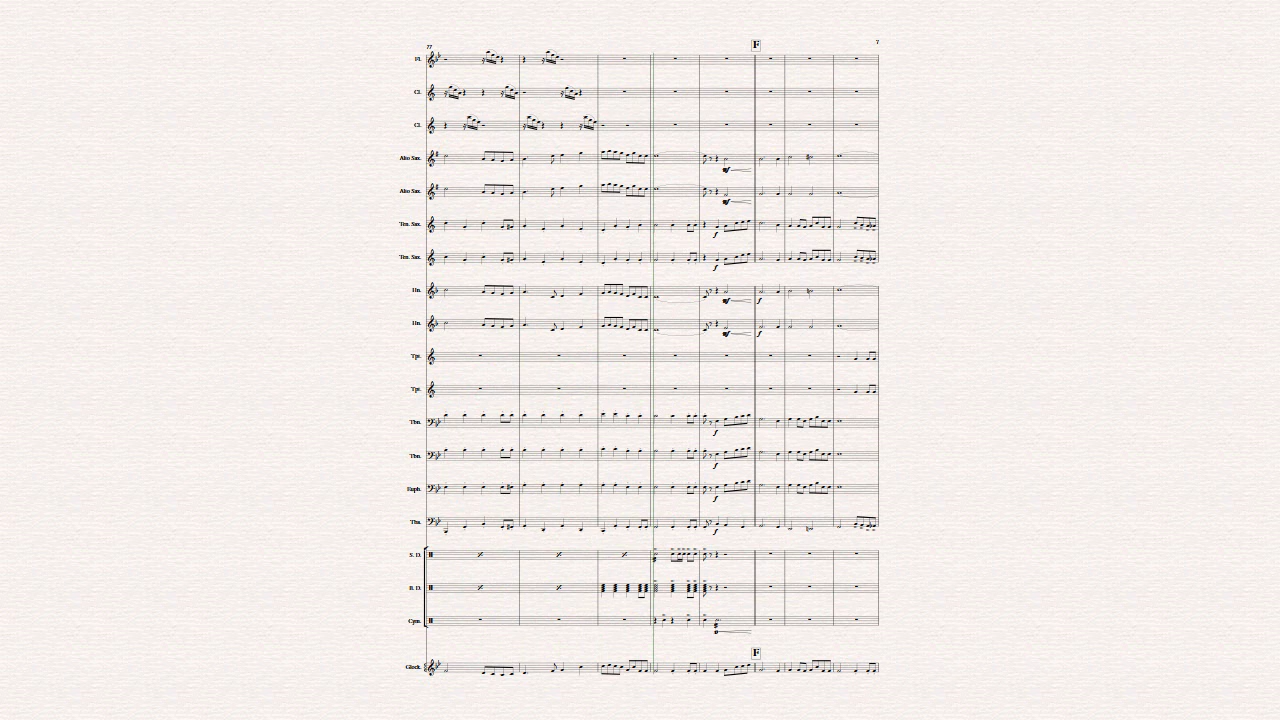 F
77
7
Fl.
Cl.
Cl.
Alto Sax.
Alto Sax.
Ten. Sax.
Ten. Sax.
Hn.
Hn.
Tpt.
Tpt.
Tbn.
Tbn.
Euph.
Tba.
S. D.
B. D.
Cym.
F
Glock.